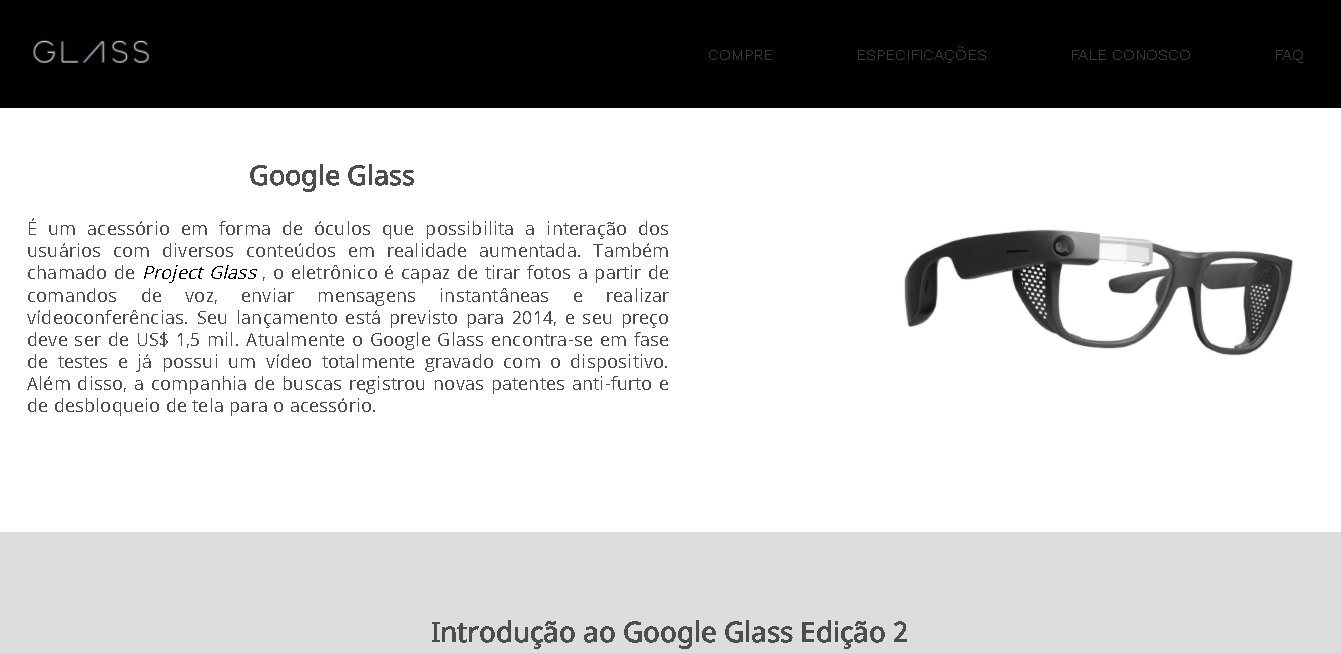 GLASS
COMPRE ESPECIFICAÇÕES FALE CONOSCO FAQ
Google Glass
É um acessório em forma de óculos que possibilita a interação dos
usuários com diversos conteúdos em realidade aumentada. Também
chamado de Project Glass , o eletrônico é capaz de tirar fotos a partir de
comandos de voz, enviar mensagens instantâneas e realizar
vídeoconferências. Seu lançamento está previsto para 2014, e seu preço
deve ser de US$ 1,5 mil. Atualmente o Google Glass encontra-se em fase
de testes e já possui um vídeo totalmente gravado com o dispositivo.
Além disso, a companhia de buscas registrou novas patentes anti-furto e
de desbloqueio de tela para o acessório.
Introdução ao Google Glass Edição 2